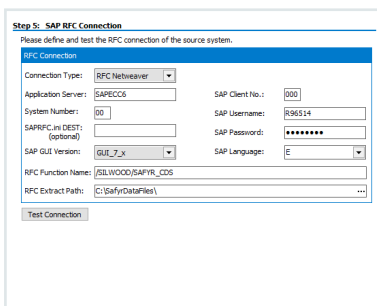 Step 5: SAP RFC Connection
Please define and test the RFC connection of the source system.
RFC Connection
Connection Type: RFC Netweaver
Application Server: SAPECC6 SAP Client No.: 000
System Number: 00 SAP Username: R96514
SAPRFC.ini DEST: (optional) SAP Password: ••••••••
SAP GUI Version: GUI_7_x SAP Language: E
RFC Function Name: /SILWOOD/SAFYR_CDS
RFC Extract Path: C:\SafyrDataFiles\ ...
Test Connection